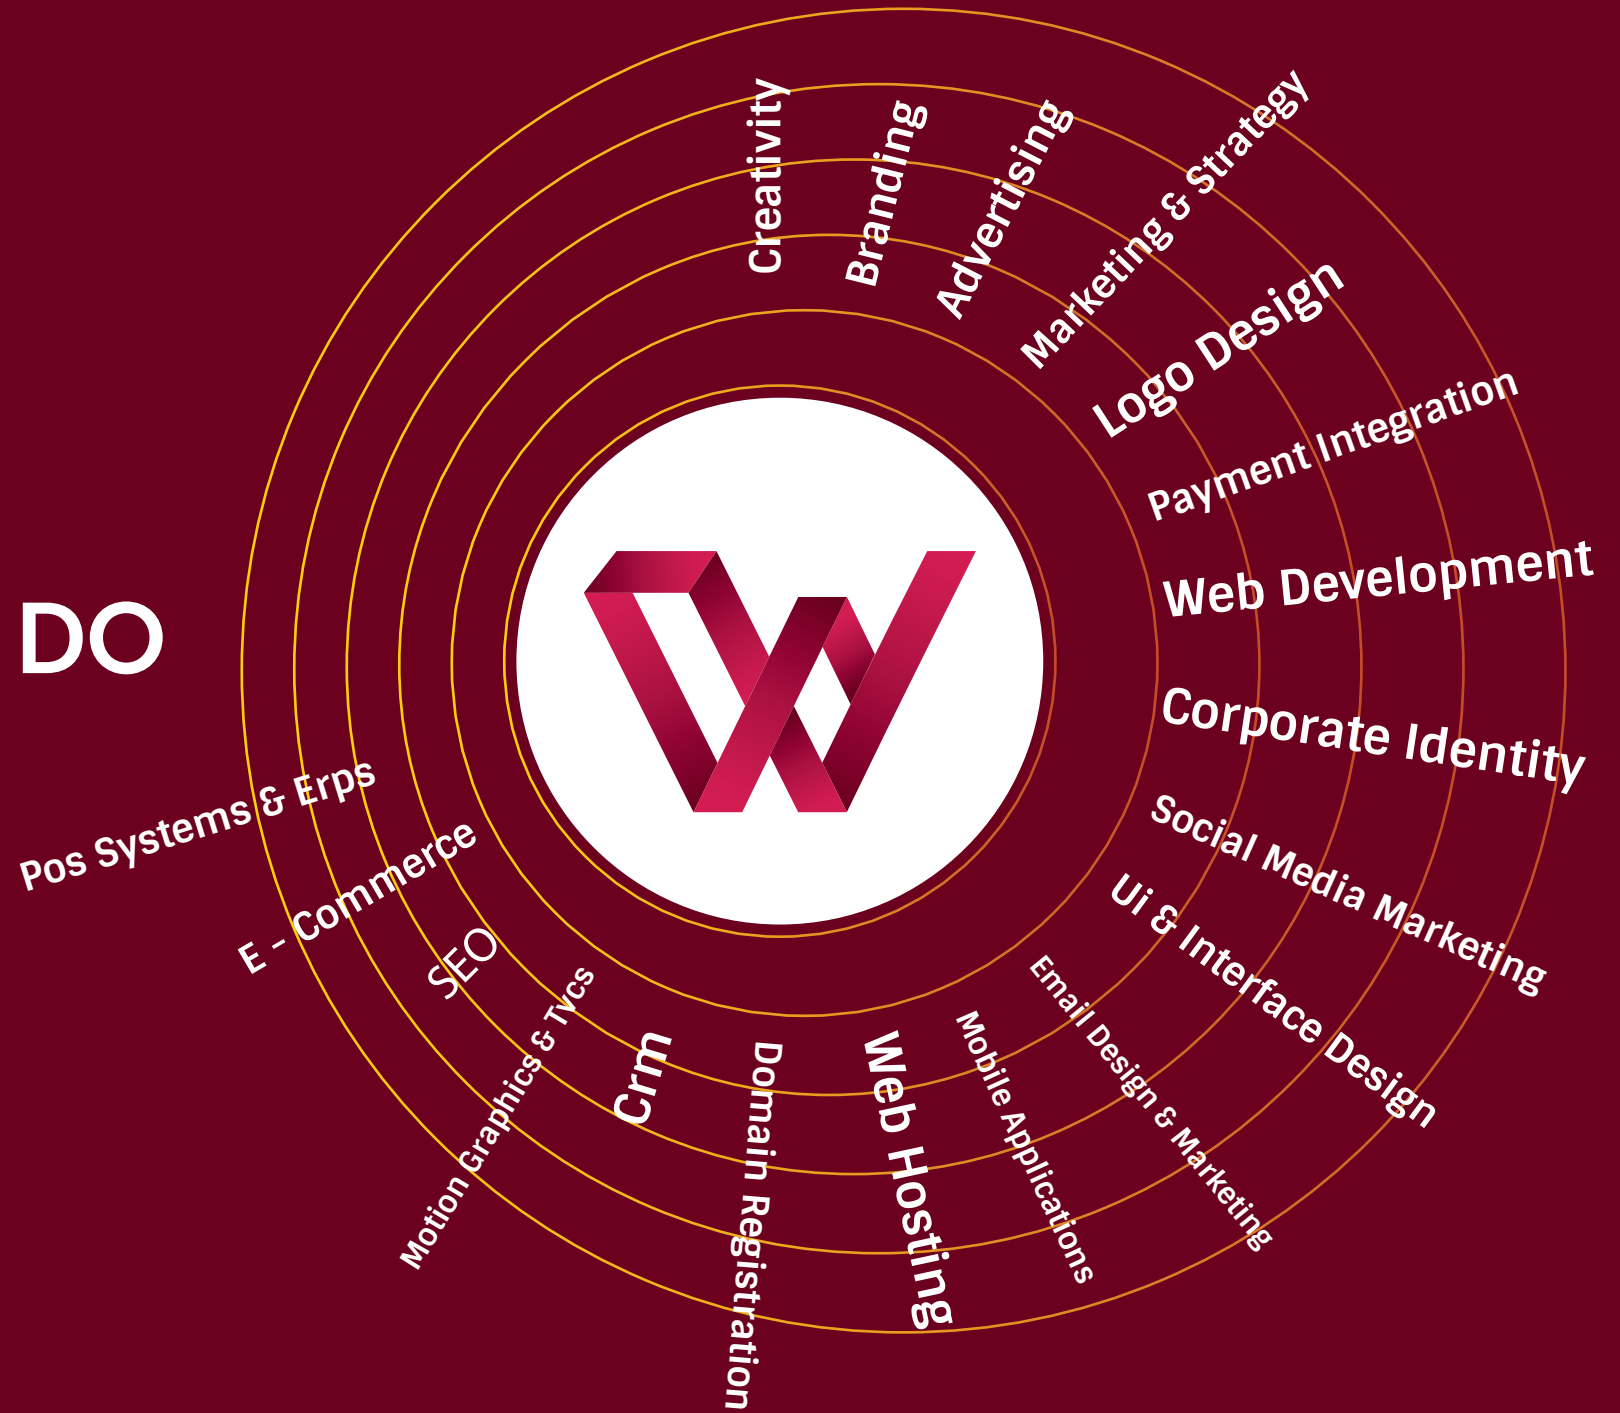 DO
Creativity
Branding
Advertising
Marketing & Strategy
Logo Design
Payment Integration
Web Development
Corporate Identity
Social Media Marketing
Ui & Interface Design
Email Design & Marketing
Mobile Applications
Web Hosting
Domain Registration
Crm
Motion Graphics & Tvcs
SEO
E - Commerce
Pos Systems & Erps